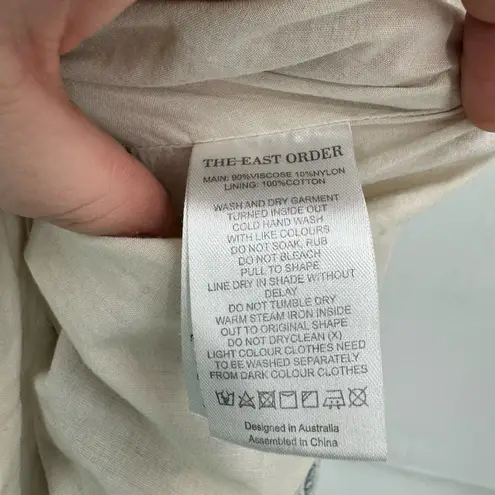 THE EAST ORDER
MAIN: 90%VISCOSE 10%NYLON
LINING: 100%COTTON
WASH AND DRY GARMENT
TURNED INSIDE OUT
COLD HAND WASH
WITH LIKE COLOURS
DO NOT SOAK, RUB
DO NOT BLEACH
PULL TO SHAPE
LINE DRY IN SHADE WITHOUT
DELAY
DO NOT TUMBLE DRY
WARM STEAM IRON INSIDE
OUT TO ORIGINAL SHAPE
DO NOT DRYCLEAN (X)
LIGHT COLOUR CLOTHES NEED
TO BE WASHED SEPARATELY
FROM DARK COLOUR CLOTHES
Designed in Australia
Assembled in China